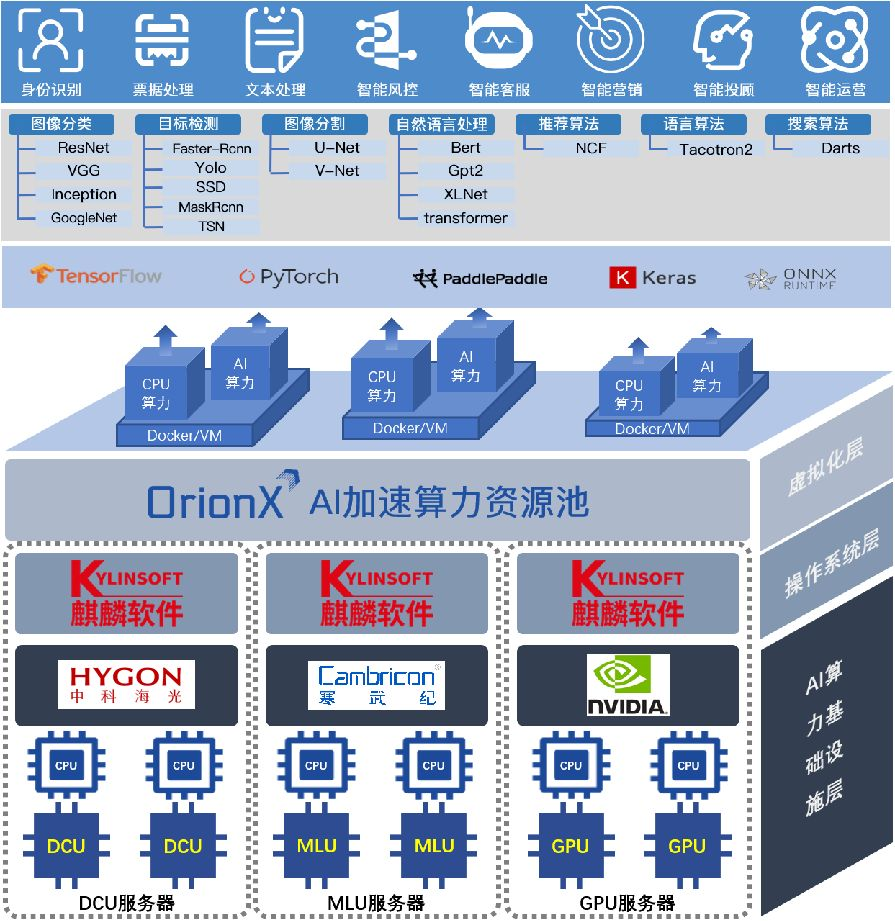 身份识别
票据处理
文本处理
智能风控
智能客服
智能营销
智能投顾
智能运营
图像分类
ResNet
VGG
Inception
GoogleNet
目标检测
Faster-Rcnn
Yolo
SSD
MaskRcnn
TSN
图像分割
U-Net
V-Net
自然语言处理
Bert
Gpt2
XLNet
transformer
推荐算法
NCF
语言算法
Tacotron2
搜索算法
Darts
TensorFlow
PyTorch
PaddlePaddle
K Keras
ONNX
RUNTIME
CPU
算力
AI
算力
Docker/VM
CPU
算力
AI
算力
Docker/VM
CPU
算力
AI
算力
Docker/VM
OrionX AI加速算力资源池
虚拟化层
操作系统层
AI算
力基
础设
施层
KYLINSOFT
麒麟软件
HYGON
中科海光
CPU
CPU
DCU
DCU
DCU服务器
KYLINSOFT
麒麟软件
Cambricon®
寒武纪
CPU
CPU
MLU
MLU
MLU服务器
KYLINSOFT
麒麟软件
NVIDIA.
CPU
CPU
GPU
GPU
GPU服务器